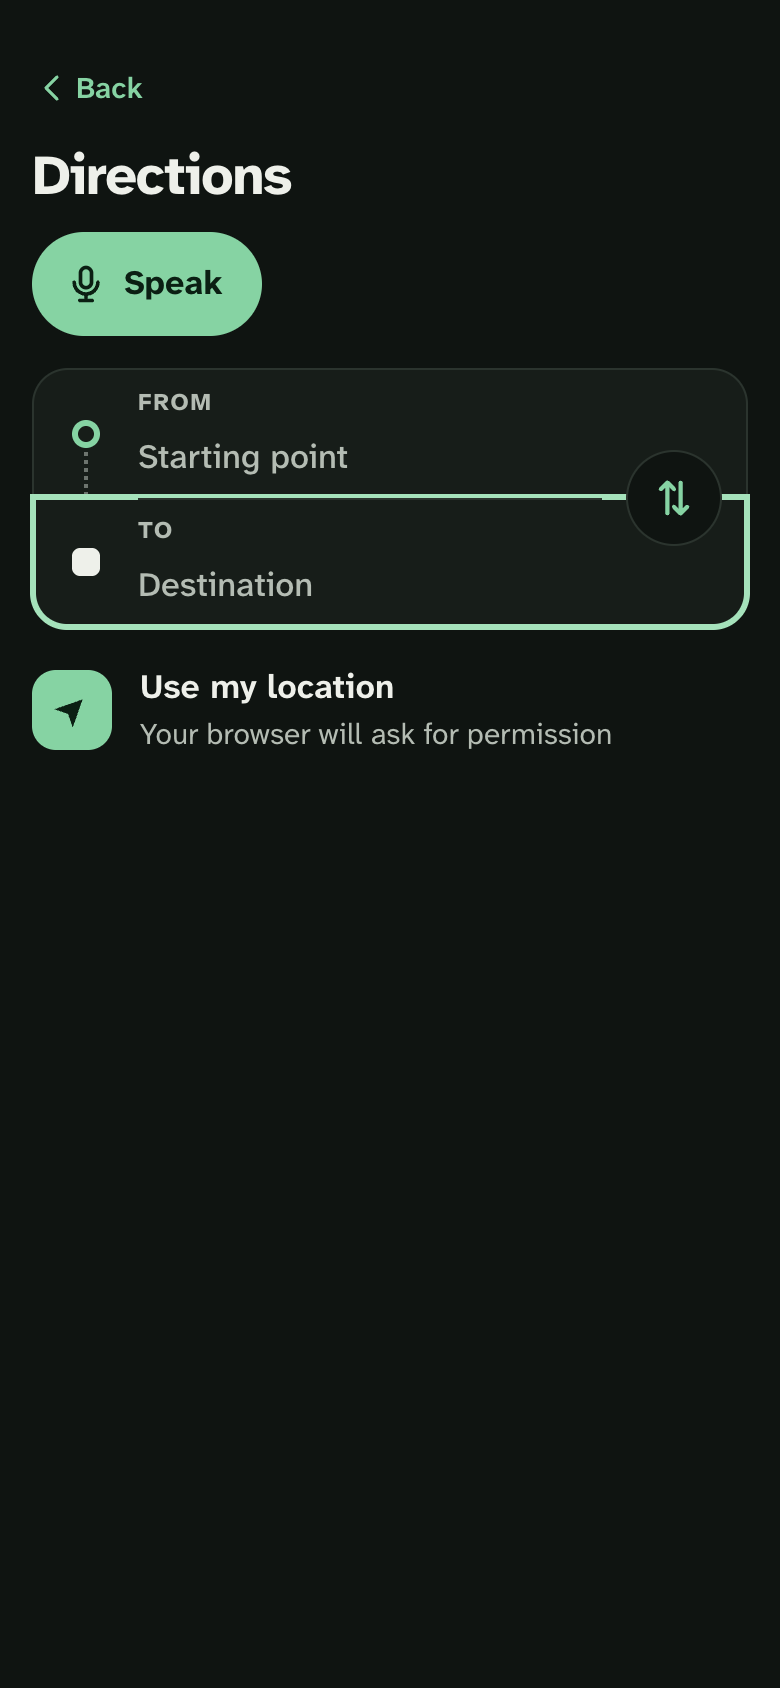 Back
Directions
Speak
FROM
Starting point
TO
Destination
Use my location
Your browser will ask for permission